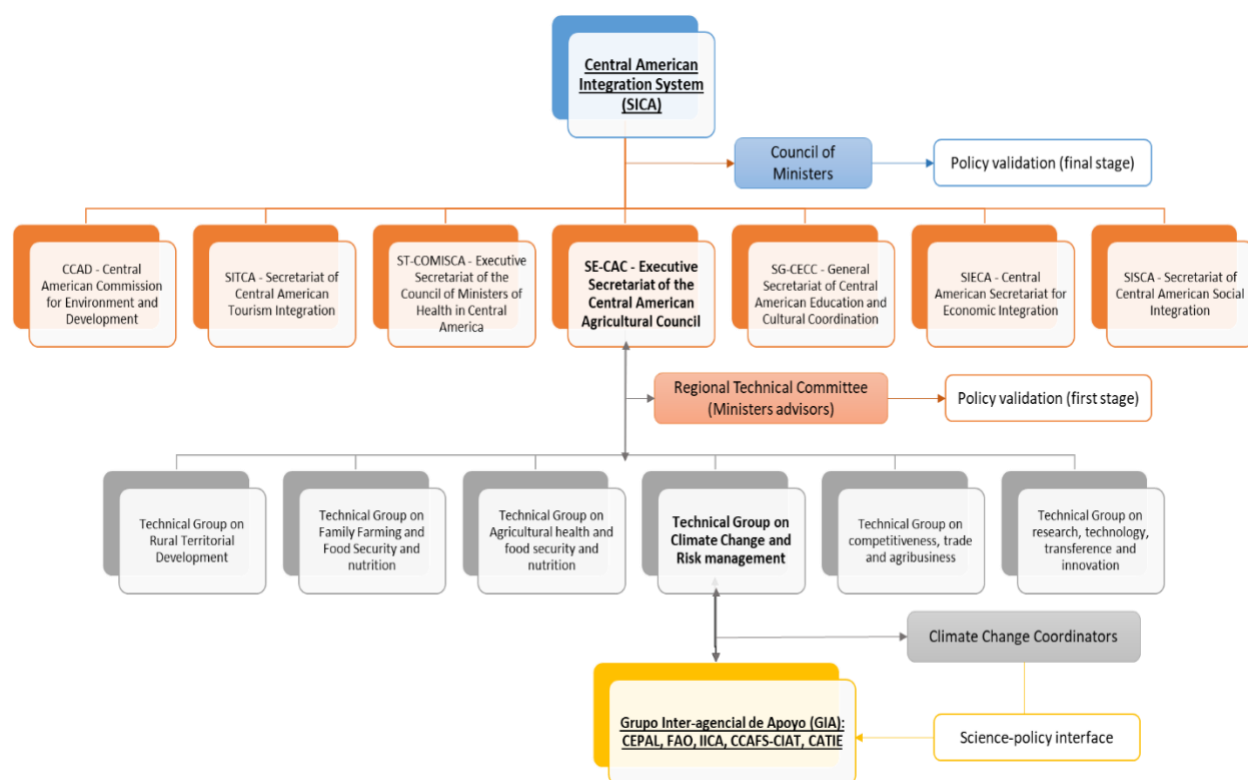 Central American
Integration System
(SICA)
Council of
Ministers
Policy validation (final stage)
CCAD - Central
American Commission
for Environment and
Development
SITCA - Secretariat of
Central American
Tourism Integration
ST-COMISCA - Executive
Secretariat of the
Council of Ministers of
Health in Central
America
SE-CAC - Executive
Secretariat of the
Central American
Agricultural Council
SG-CECC - General
Secretariat of Central
American Education and
Cultural Coordination
SIECA - Central
American Secretariat for
Economic Integration
SISCA - Secretariat of
Central American Social
Integration
Regional Technical Committee
(Ministers advisors)
Policy validation (first stage)
Technical Group on
Rural Territorial
Development
Technical Group on
Family Farming and
Food Security and
nutrition
Technical Group on
Agricultural health and
food security and
nutrition
Technical Group on
Climate Change and
Risk management
Technical Group on
competitiveness, trade
and agribusiness
Technical Group on
research, technology,
transference and
innovation
Climate Change Coordinators
Grupo Inter-agencial de Apoyo (GIA):
CEPAL, FAO, IICA, CCAFS-CIAT, CATIE
Science-policy interface